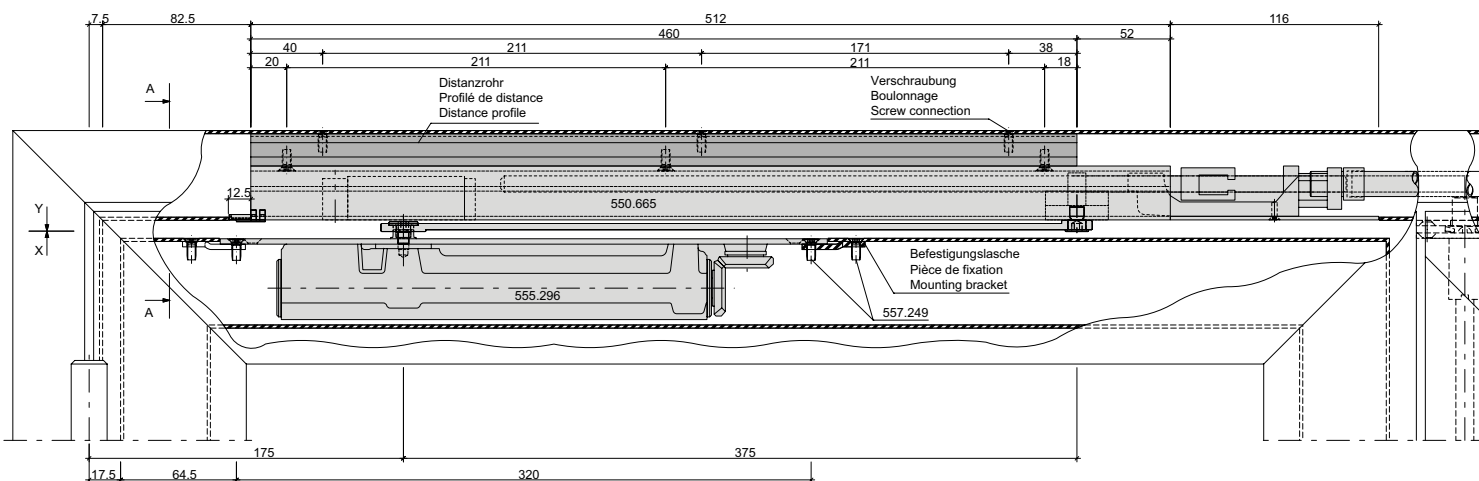 7.5
82.5
512
116
460
52
40
211
171
38
20
211
211
18
A
Distanzrohr
Profilé de distance
Distance profile
Verschraubung
Boulonnage
Screw connection
12.5
550.665
Y
X
Befestigungslasche
Pièce de fixation
Mounting bracket
555.296
A
557.249
175
375
17.5
64.5
320